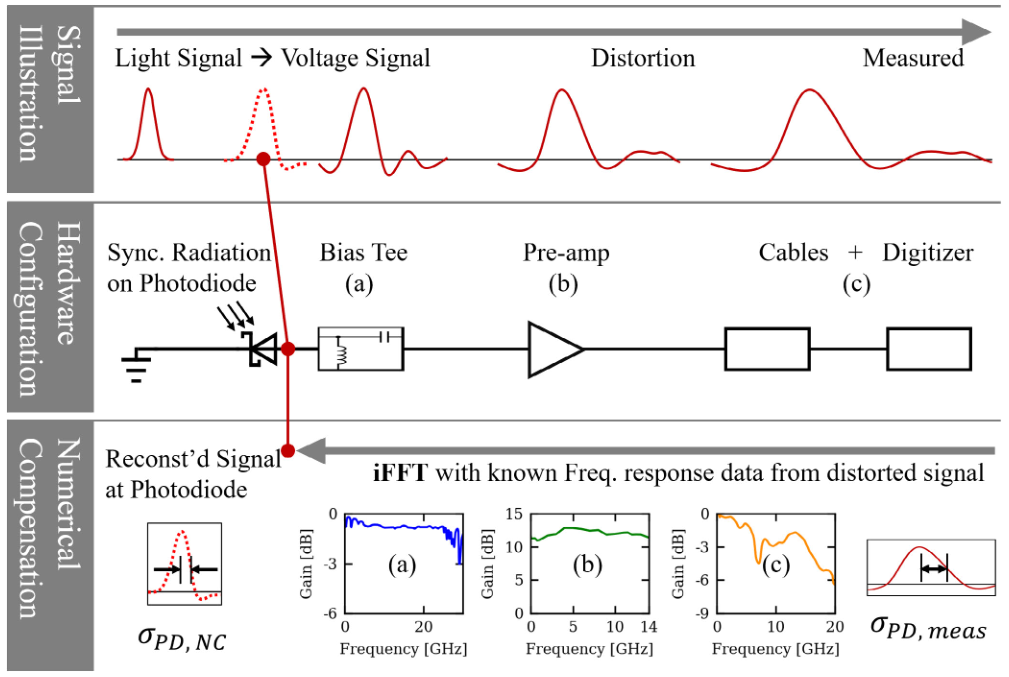 Signal
Illustration
Light Signal → Voltage Signal
Distortion
Measured
Hardware
Configuration
Sync. Radiation
on Photodiode
Bias Tee
(a)
Pre-amp
(b)
Cables + Digitizer
(c)
Numerical
Compensation
Reconst'd Signal
at Photodiode
iFFT with known Freq. response data from distorted signal
σPD, NC
Gain [dB]
0
-3
-6
(a)
0
20
Frequency [GHz]
Gain [dB]
15
10
5
0
(b)
0
5
10
14
Frequency [GHz]
Gain [dB]
0
-3
-6
-9
(c)
0
10
20
Frequency [GHz]
σPD, meas